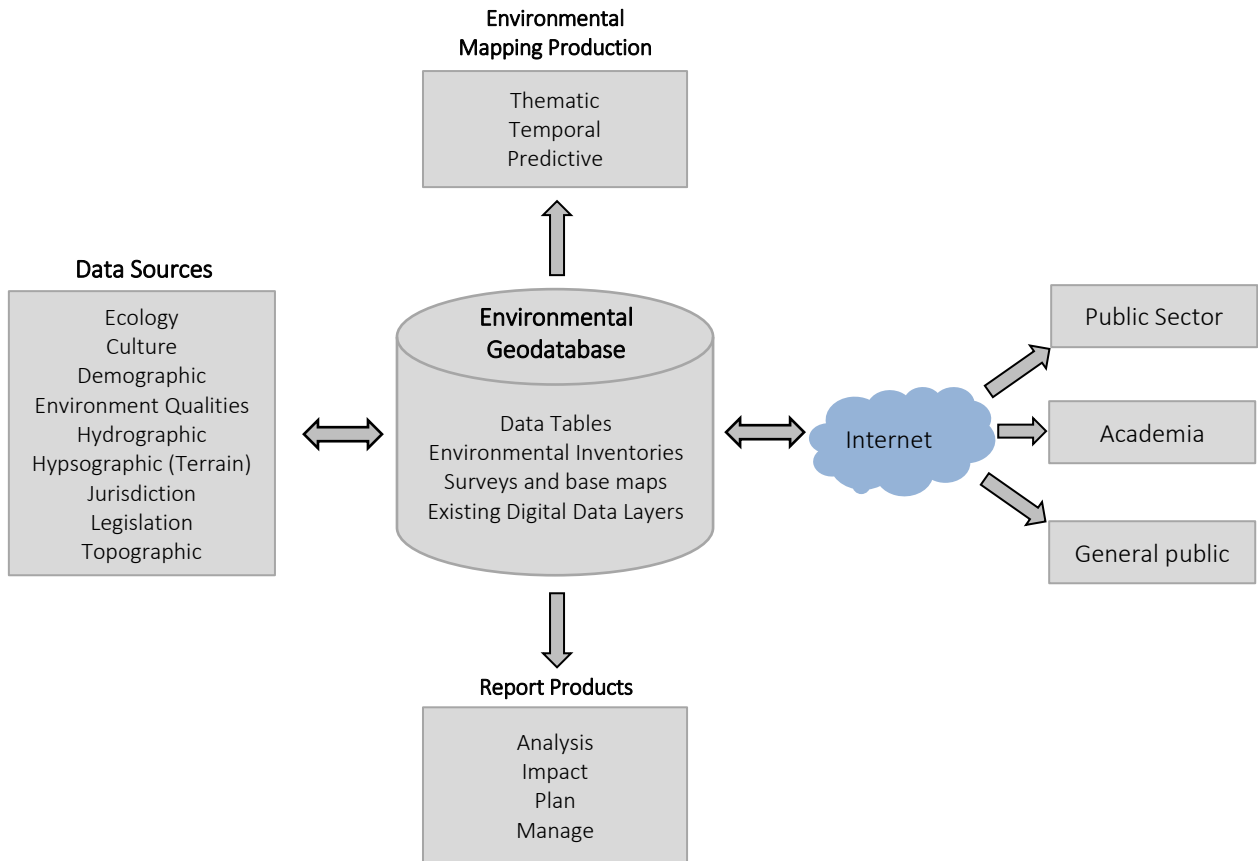 Environmental
Mapping Production
Thematic
Temporal
Predictive
Data Sources
Ecology
Culture
Demographic
Environment Qualities
Hydrographic
Hypsographic (Terrain)
Jurisdiction
Legislation
Topographic
Environmental
Geodatabase
Data Tables
Environmental Inventories
Surveys and base maps
Existing Digital Data Layers
Internet
Public Sector
Academia
General public
Report Products
Analysis
Impact
Plan
Manage